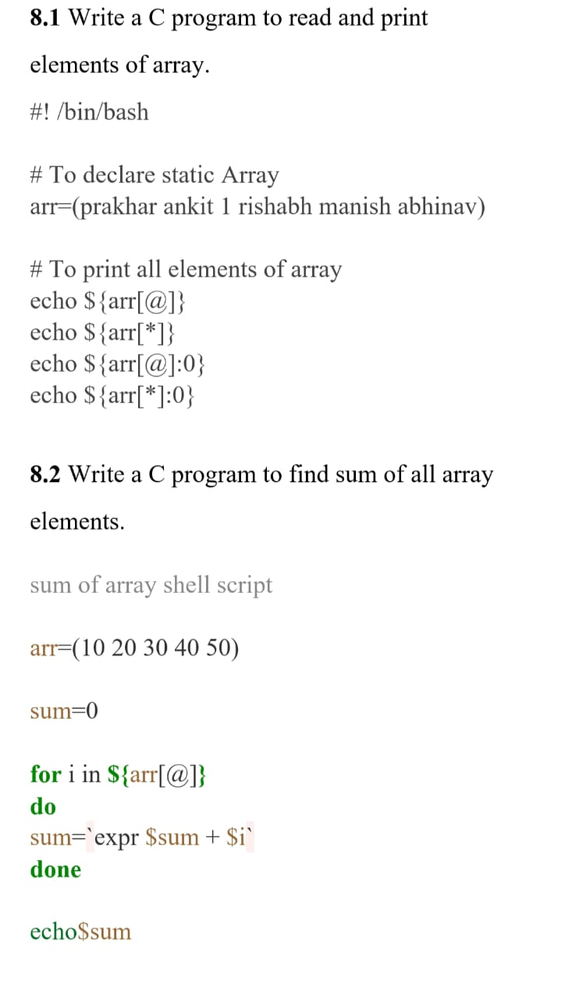 8.1 Write a C program to read and print
elements of array.
#! /bin/bash
# To declare static Array
arr=(prakhar ankit 1 rishabh manish abhinav)
# To print all elements of array
echo ${arr[@]}
echo ${arr[*]}
echo ${arr[@]:0}
echo ${arr[*]:0}
8.2 Write a C program to find sum of all array
elements.
sum of array shell script
arr=(10 20 30 40 50)
sum=0
for i in ${arr[@]}
do
sum=`expr $sum + $i`
done
echo$sum